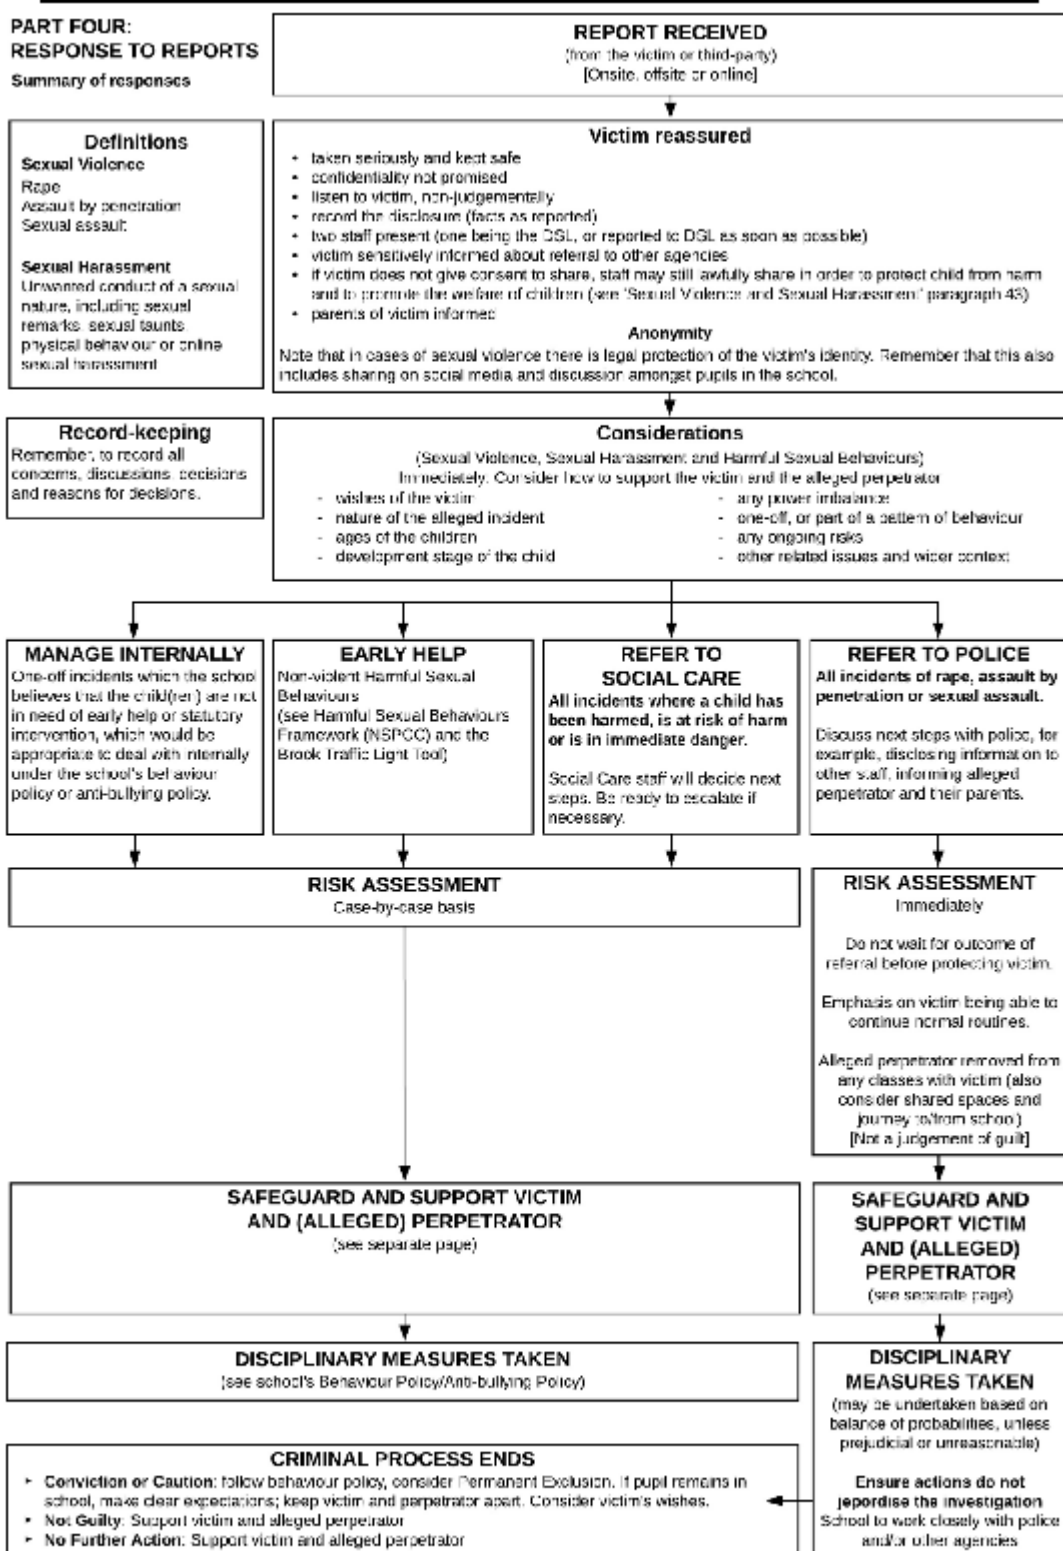 PART FOUR:
RESPONSE TO REPORTS
Summary of responses
REPORT RECEIVED
(from the victim or third-party)
[Onsite, offsite or online]
Definitions
Sexual Violence
Rape
Assault by penetration
Sexual assault
Sexual Harassment
Unwanted conduct of a sexual
nature, including sexual
remarks, sexual taunts,
physical behaviour or online
sexual harassment
Victim reassured
• taken seriously and kept safe
• confidentiality not promised
• listen to victim, non-judgementally
• record the disclosure (facts as reported)
• two staff present (one being the DSL, or reported to DSL as soon as possible)
• victim sensitively informed about referral to other agencies
• if victim does not give consent to share, staff may still lawfully share in order to protect child from harm
and to promote the welfare of children (see 'Sexual Violence and Sexual Harassment' paragraph 43)
• parents of victim informed
Anonymity
Note that in cases of sexual violence there is legal protection of the victim's identity. Remember that this also
includes sharing on social media and discussion amongst pupils in the school.
Record-keeping
Remember, to record all
concerns, discussions, decisions
and reasons for decisions.
Considerations
(Sexual Violence, Sexual Harassment and Harmful Sexual Behaviours)
Immediately: Consider how to support the victim and the alleged perpetrator
- wishes of the victim
- nature of the alleged incident
- ages of the children
- development stage of the child
- any power imbalance
- one-off, or part of a pattern of behaviour
- any ongoing risks
- other related issues and wider context
MANAGE INTERNALLY
One-off incidents which the school
believes that the child(ren) are not
in need of early help or statutory
intervention, which would be
appropriate to deal with internally
under the school's behaviour
policy or anti-bullying policy.
EARLY HELP
Non-violent Harmful Sexual
Behaviours
(see Harmful Sexual Behaviours
Framework (NSPCC) and the
Brook Traffic Light Tool)
REFER TO
SOCIAL CARE
All incidents where a child has
been harmed, is at risk of harm
or is in immediate danger.
Social Care staff will decide next
steps. Be ready to escalate if
necessary.
REFER TO POLICE
All incidents of rape, assault by
penetration or sexual assault.
Discuss next steps with police, for
example, disclosing information to
other staff, informing alleged
perpetrator and their parents.
RISK ASSESSMENT
Case-by-case basis
RISK ASSESSMENT
Immediately
Do not wait for outcome of
referral before protecting victim.
Emphasis on victim being able to
continue normal routines.
Alleged perpetrator removed from
any classes with victim (also
consider shared spaces and
journey to/from school)
[Not a judgement of guilt]
SAFEGUARD AND SUPPORT VICTIM
AND (ALLEGED) PERPETRATOR
(see separate page)
SAFEGUARD AND
SUPPORT VICTIM
AND (ALLEGED)
PERPETRATOR
(see separate page)
DISCIPLINARY MEASURES TAKEN
(see school's Behaviour Policy/Anti-bullying Policy)
DISCIPLINARY
MEASURES TAKEN
(may be undertaken based on
balance of probabilities, unless
prejudicial or unreasonable)
Ensure actions do not
jepordise the investigation
School to work closely with police
and/or other agencies
CRIMINAL PROCESS ENDS
‣ Conviction or Caution: follow behaviour policy, consider Permanent Exclusion. If pupil remains in
school, make clear expectations; keep victim and perpetrator apart. Consider victim's wishes.
‣ Not Guilty: Support victim and alleged perpetrator
‣ No Further Action: Support victim and alleged perpetrator